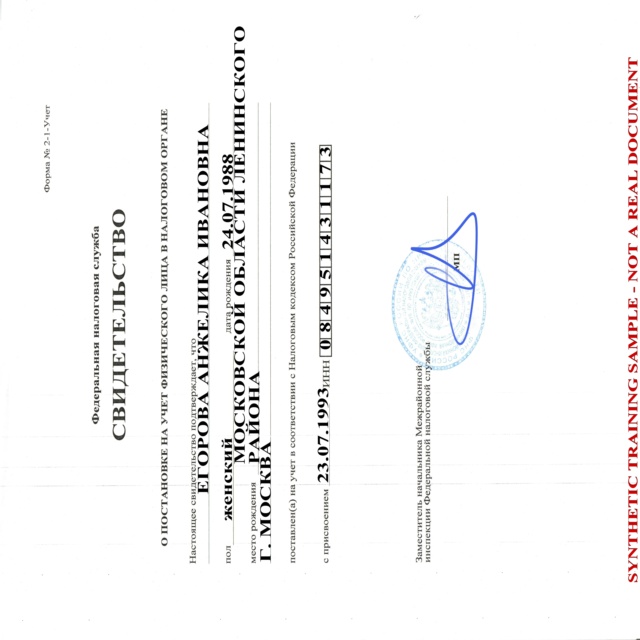 Форма № 2-1-Учет
Федеральная налоговая служба
СВИДЕТЕЛЬСТВО
О ПОСТАНОВКЕ НА УЧЕТ ФИЗИЧЕСКОГО ЛИЦА В НАЛОГОВОМ ОРГАНЕ
Настоящее свидетельство подтверждает, что
ЕГОРОВА АНЖЕЛИКА ИВАНОВНА
пол женский дата рождения 24.07.1988
МОСКОВСКОЙ ОБЛАСТИ ЛЕНИНСКОГО
место рождения РАЙОНА
Г. МОСКВА
поставлен(а) на учет в соответствии с Налоговым кодексом Российской Федерации
с присвоением 23.07.1993 ИНН 084951431173
Заместитель начальника Межрайонной
инспекции Федеральной налоговой службы
МП
SYNTHETIC TRAINING SAMPLE - NOT A REAL DOCUMENT